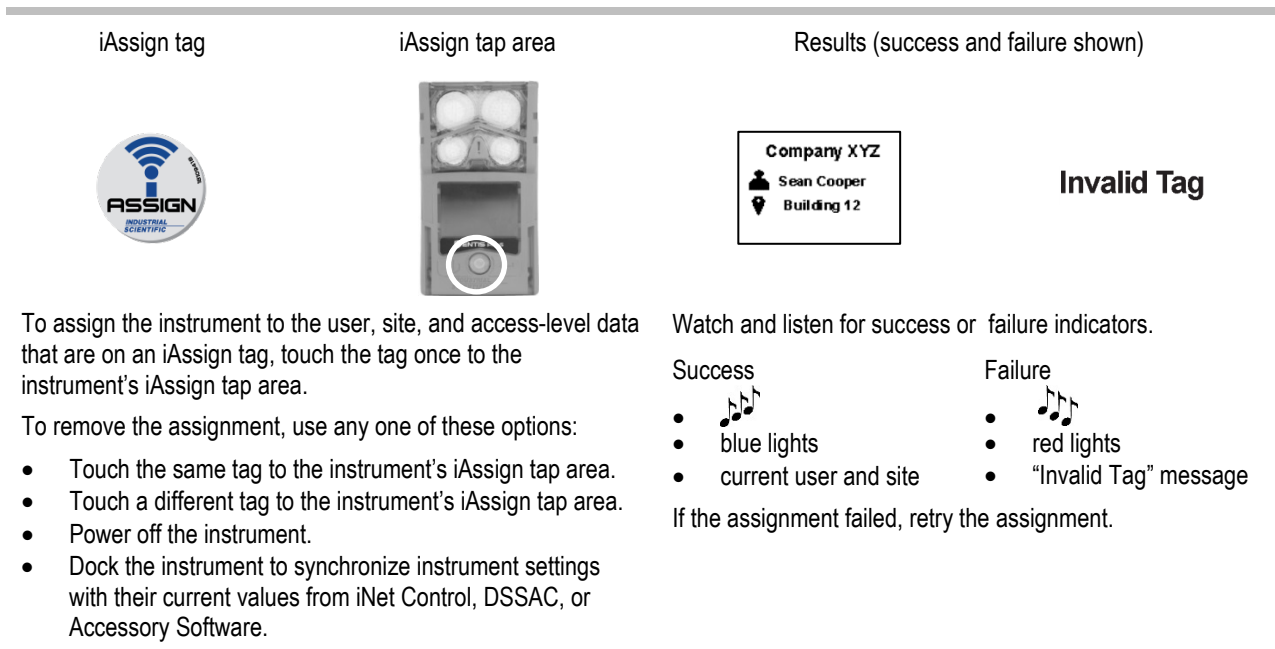 iAssign tag
iAssign tap area
Results (success and failure shown)
ASSIGN
INDUSTRIAL
SCIENTIFIC
Company XYZ
Sean Cooper
Building 12
Invalid Tag
To assign the instrument to the user, site, and access-level data
that are on an iAssign tag, touch the tag once to the
instrument's iAssign tap area.
To remove the assignment, use any one of these options:
• Touch the same tag to the instrument's iAssign tap area.
• Touch a different tag to the instrument's iAssign tap area.
• Power off the instrument.
• Dock the instrument to synchronize instrument settings
with their current values from iNet Control, DSSAC, or
Accessory Software.
Watch and listen for success or failure indicators.
Success
• blue lights
• current user and site
Failure
• red lights
• “Invalid Tag” message
If the assignment failed, retry the assignment.